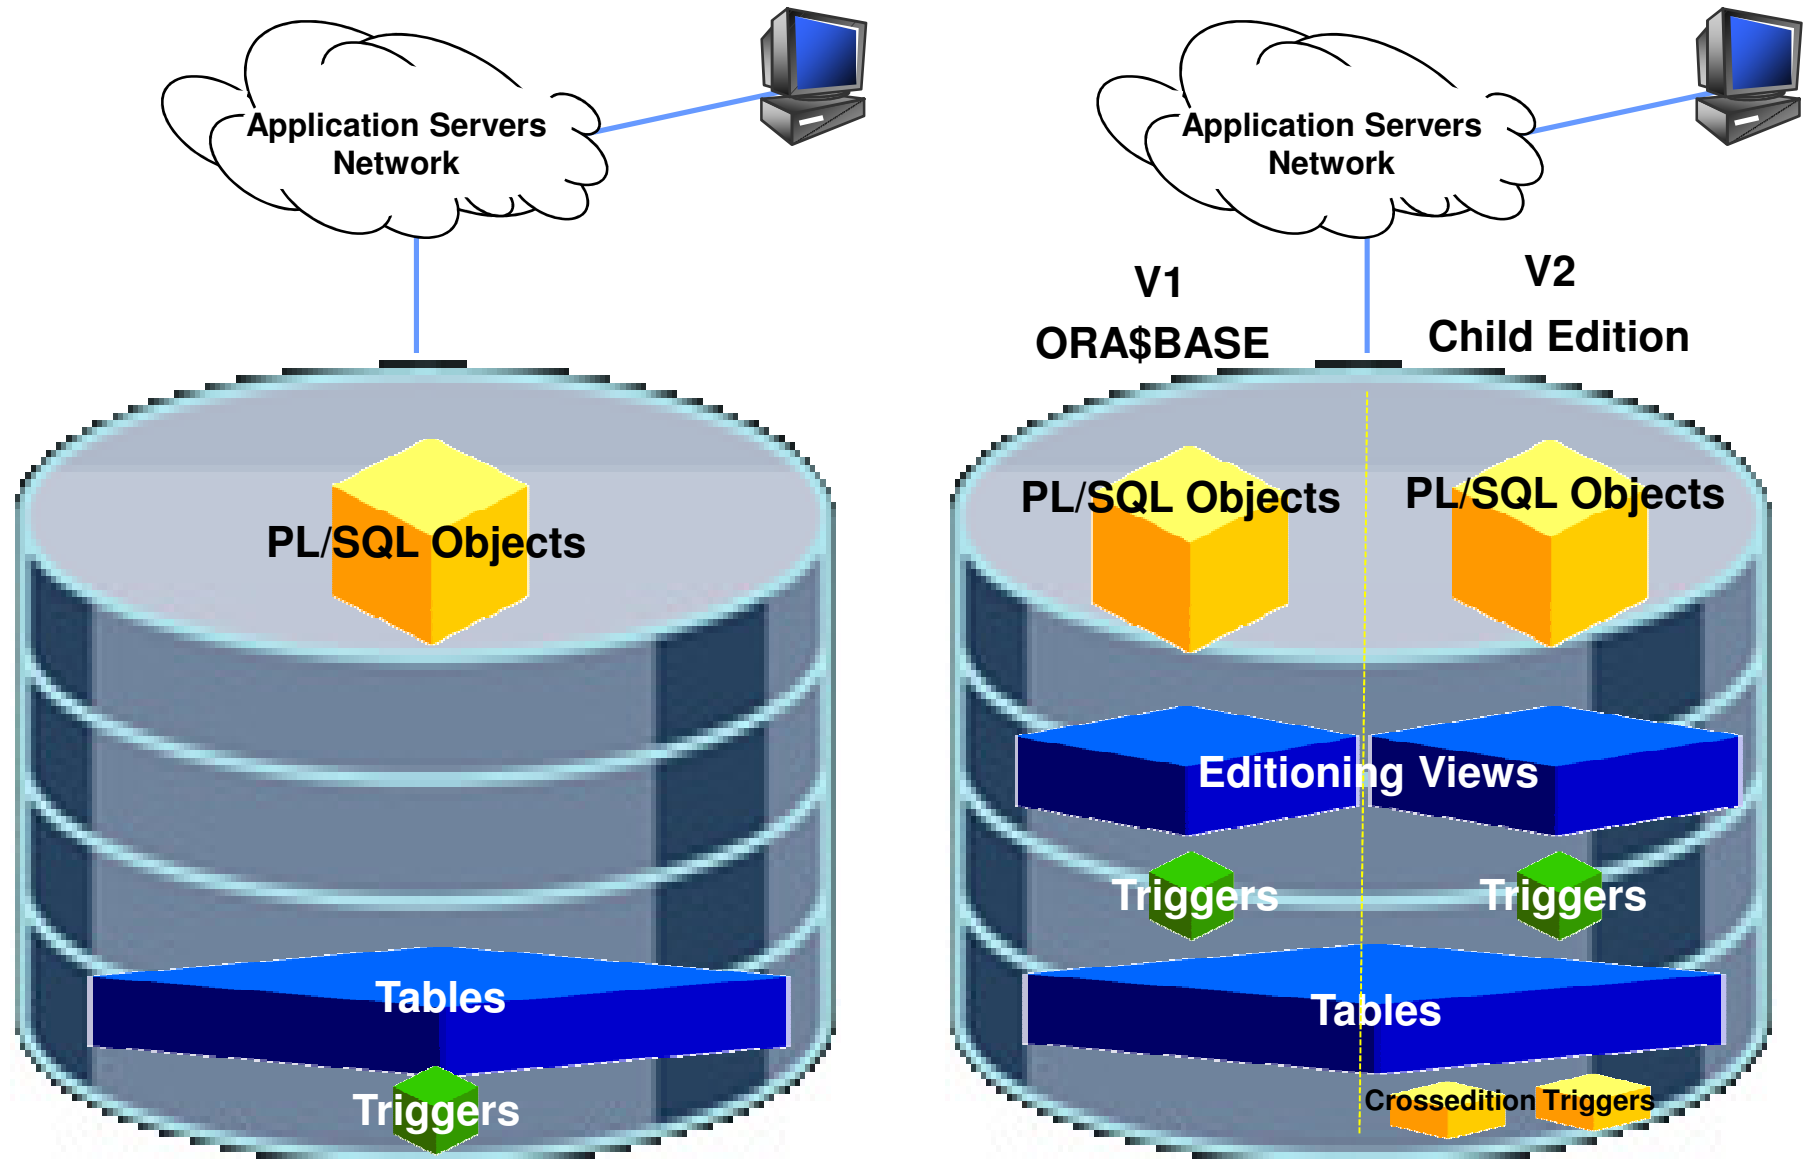 Application Servers
Network
PL/SQL Objects
Tables
Triggers
Application Servers
Network
V1
ORA$BASE
V2
Child Edition
PL/SQL Objects
PL/SQL Objects
Editioning Views
Triggers
Triggers
Tables
Crossedition Triggers